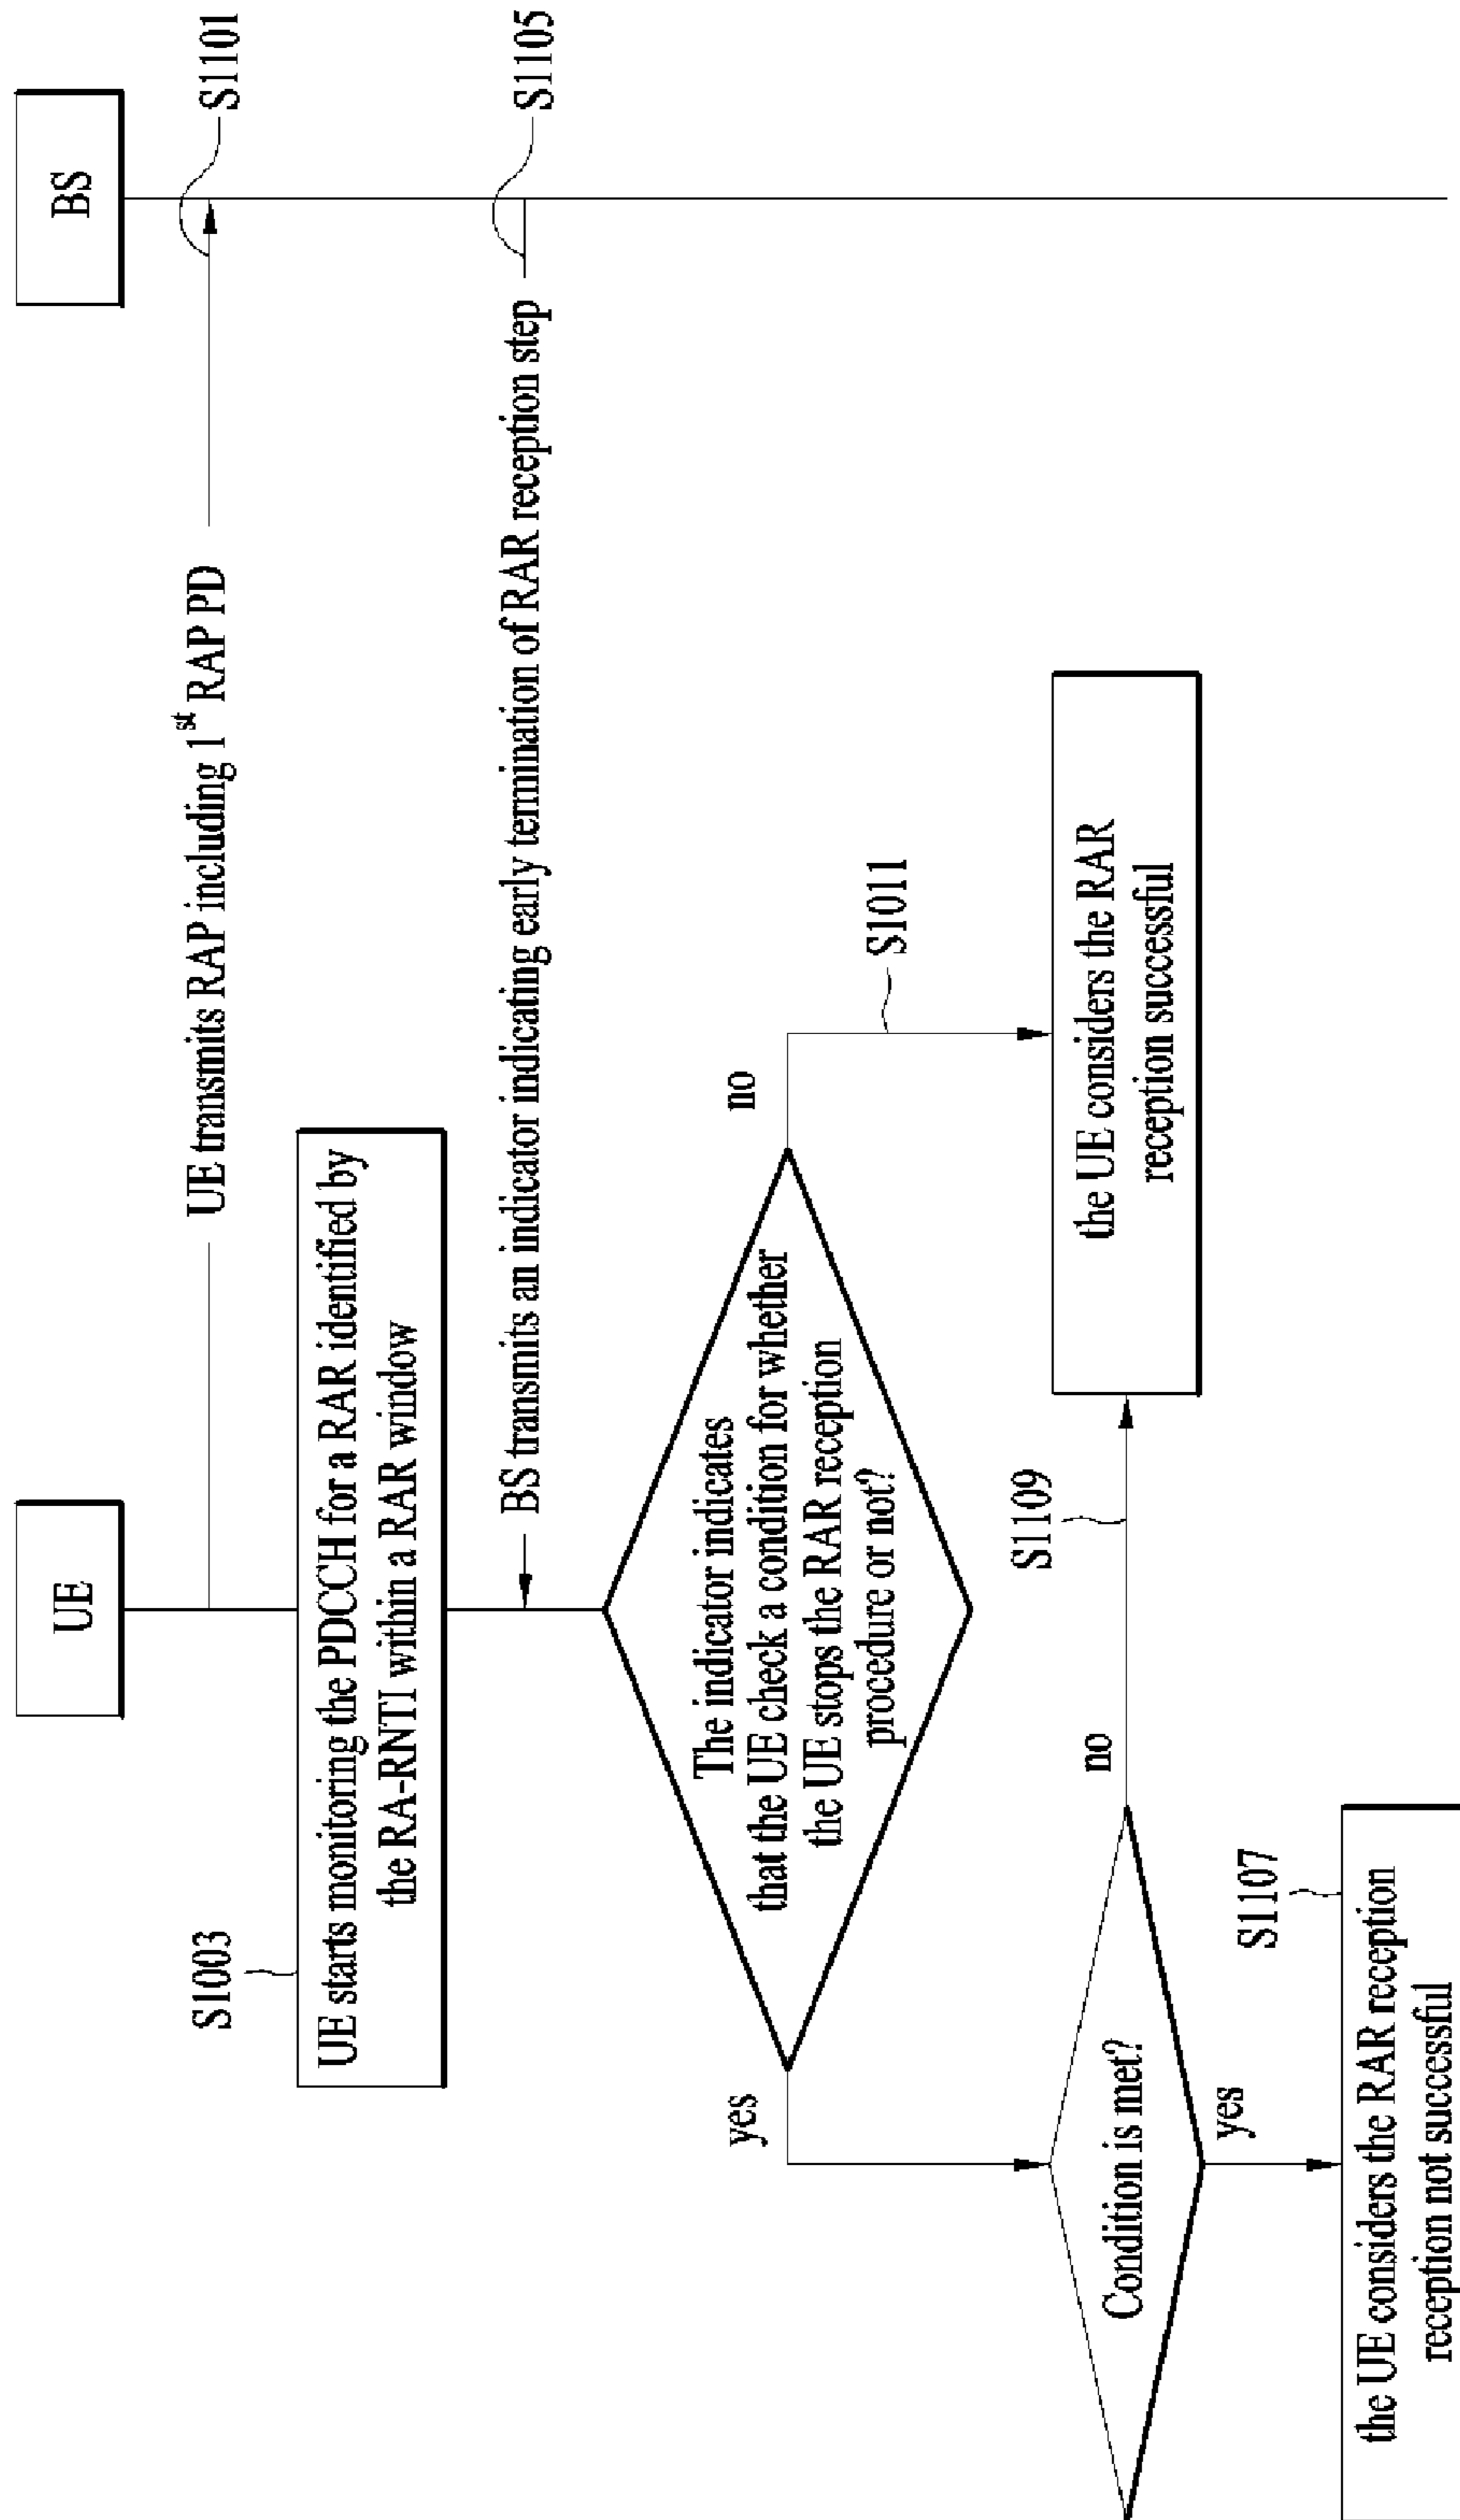 UE
BS
UE transmits RAP including 1st RAP PD
S1101
S1003
UE starts monitoring the PDCCH for a RAR identified by
the RA-RNTI within a RAR window
BS transmits an indicator indicating early termination of RAR reception step
S1105
The indicator indicates
that the UE check a condition for whether
the UE stops the RAR reception
procedure or not?
yes
no
S1011
Condition is met?
no
S1109
the UE considers the RAR
reception successful
yes
S1107
the UE considers the RAR reception
reception not successful